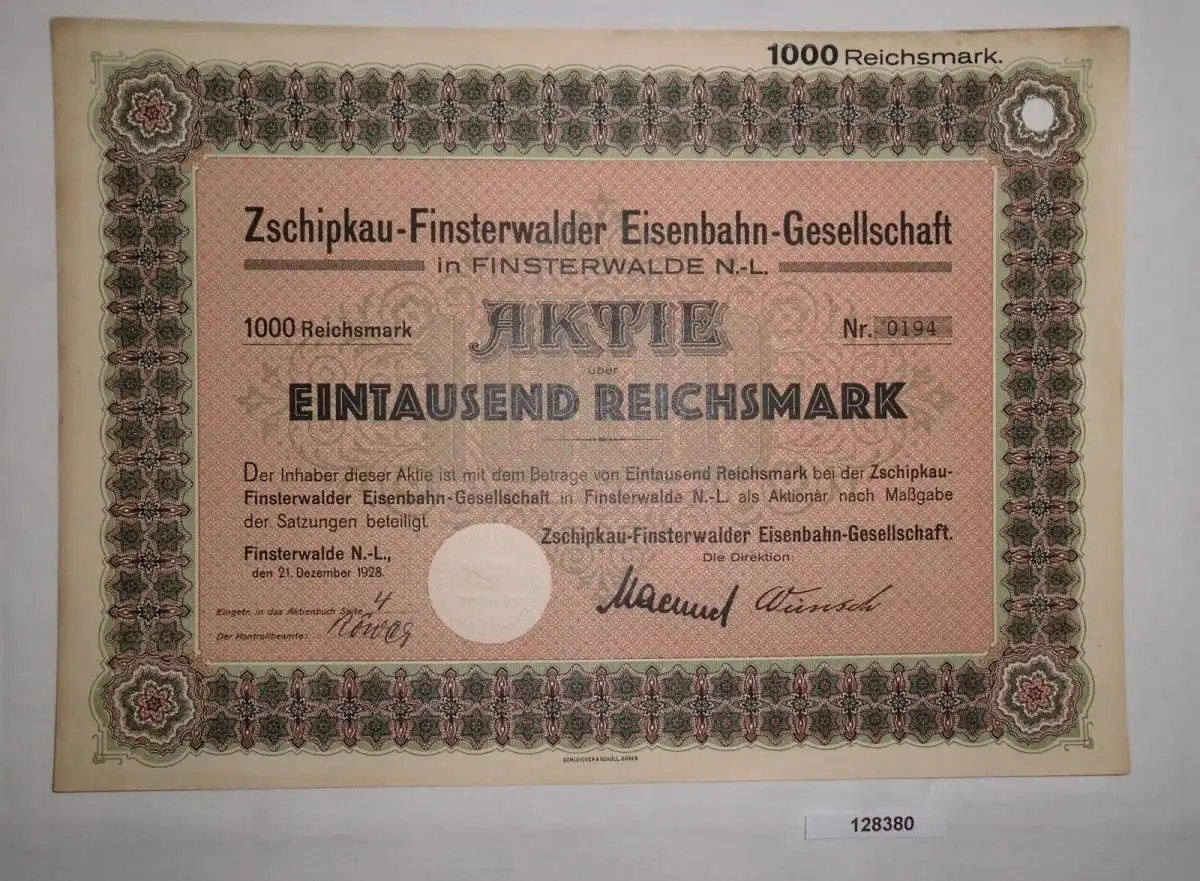 1000 Reichsmark.
Zschipkau-Finsterwalder Eisenbahn-Gesellschaft
in FINSTERWALDE N.-L.
1000 Reichsmark AKTIE Nr. 0194
über
EINTAUSEND REICHSMARK
Der Inhaber dieser Aktie ist mit dem Betrage von Eintausend Reichsmark bei der Zschipkau-
Finsterwalder Eisenbahn-Gesellschaft in Finsterwalde N.-L. als Aktionär nach Maßgabe
der Satzungen beteiligt.
Zschipkau-Finsterwalder Eisenbahn-Gesellschaft.
Finsterwalde N.-L.,
Die Direktion:
den 21. Dezember 1928.
Wünsch
Eingetr. in das Aktienbuch Seite 4
Der Kontrollbeamte:
SCHLEICHER & SCHÜLL, DÜREN
128380